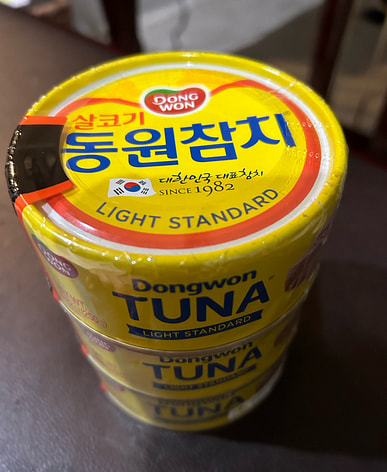 DONG
WON
살코기
동원참치
대한민국 대표참치
SINCE 1982
LIGHT STANDARD
Dongwon
TUNA
LIGHT STANDARD
Dongwon
TUNA
LIGHT STANDARD
TUNA